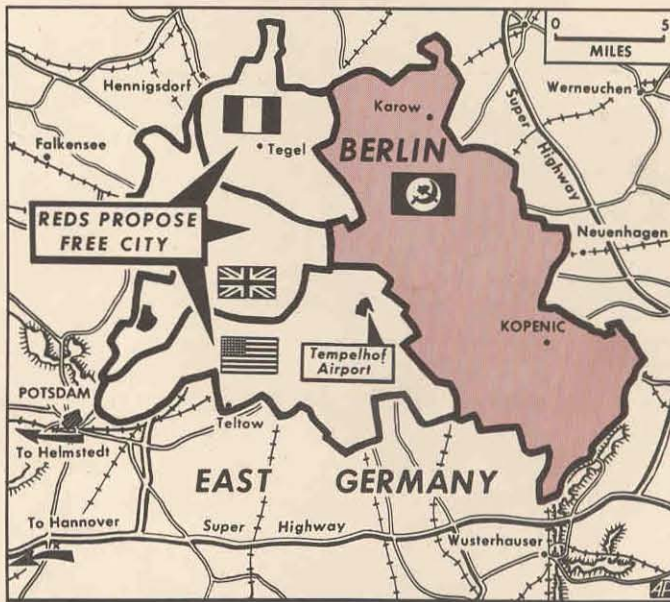 0 5
MILES
Hennigsdorf
Werneuchen
Karow
Super Highway
Falkensee
Tegel
BERLIN
REDS PROPOSE
FREE CITY
Neuenhagen
KOPENIC
Tempelhof
Airport
POTSDAM
Teltow
To Helmstedt
EAST GERMANY
To Hannover
Super Highway
Wusterhauser